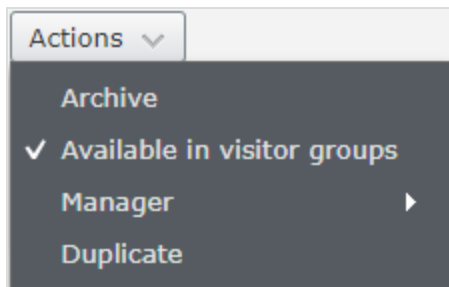 Actions
Archive
Available in visitor groups
Manager
Duplicate